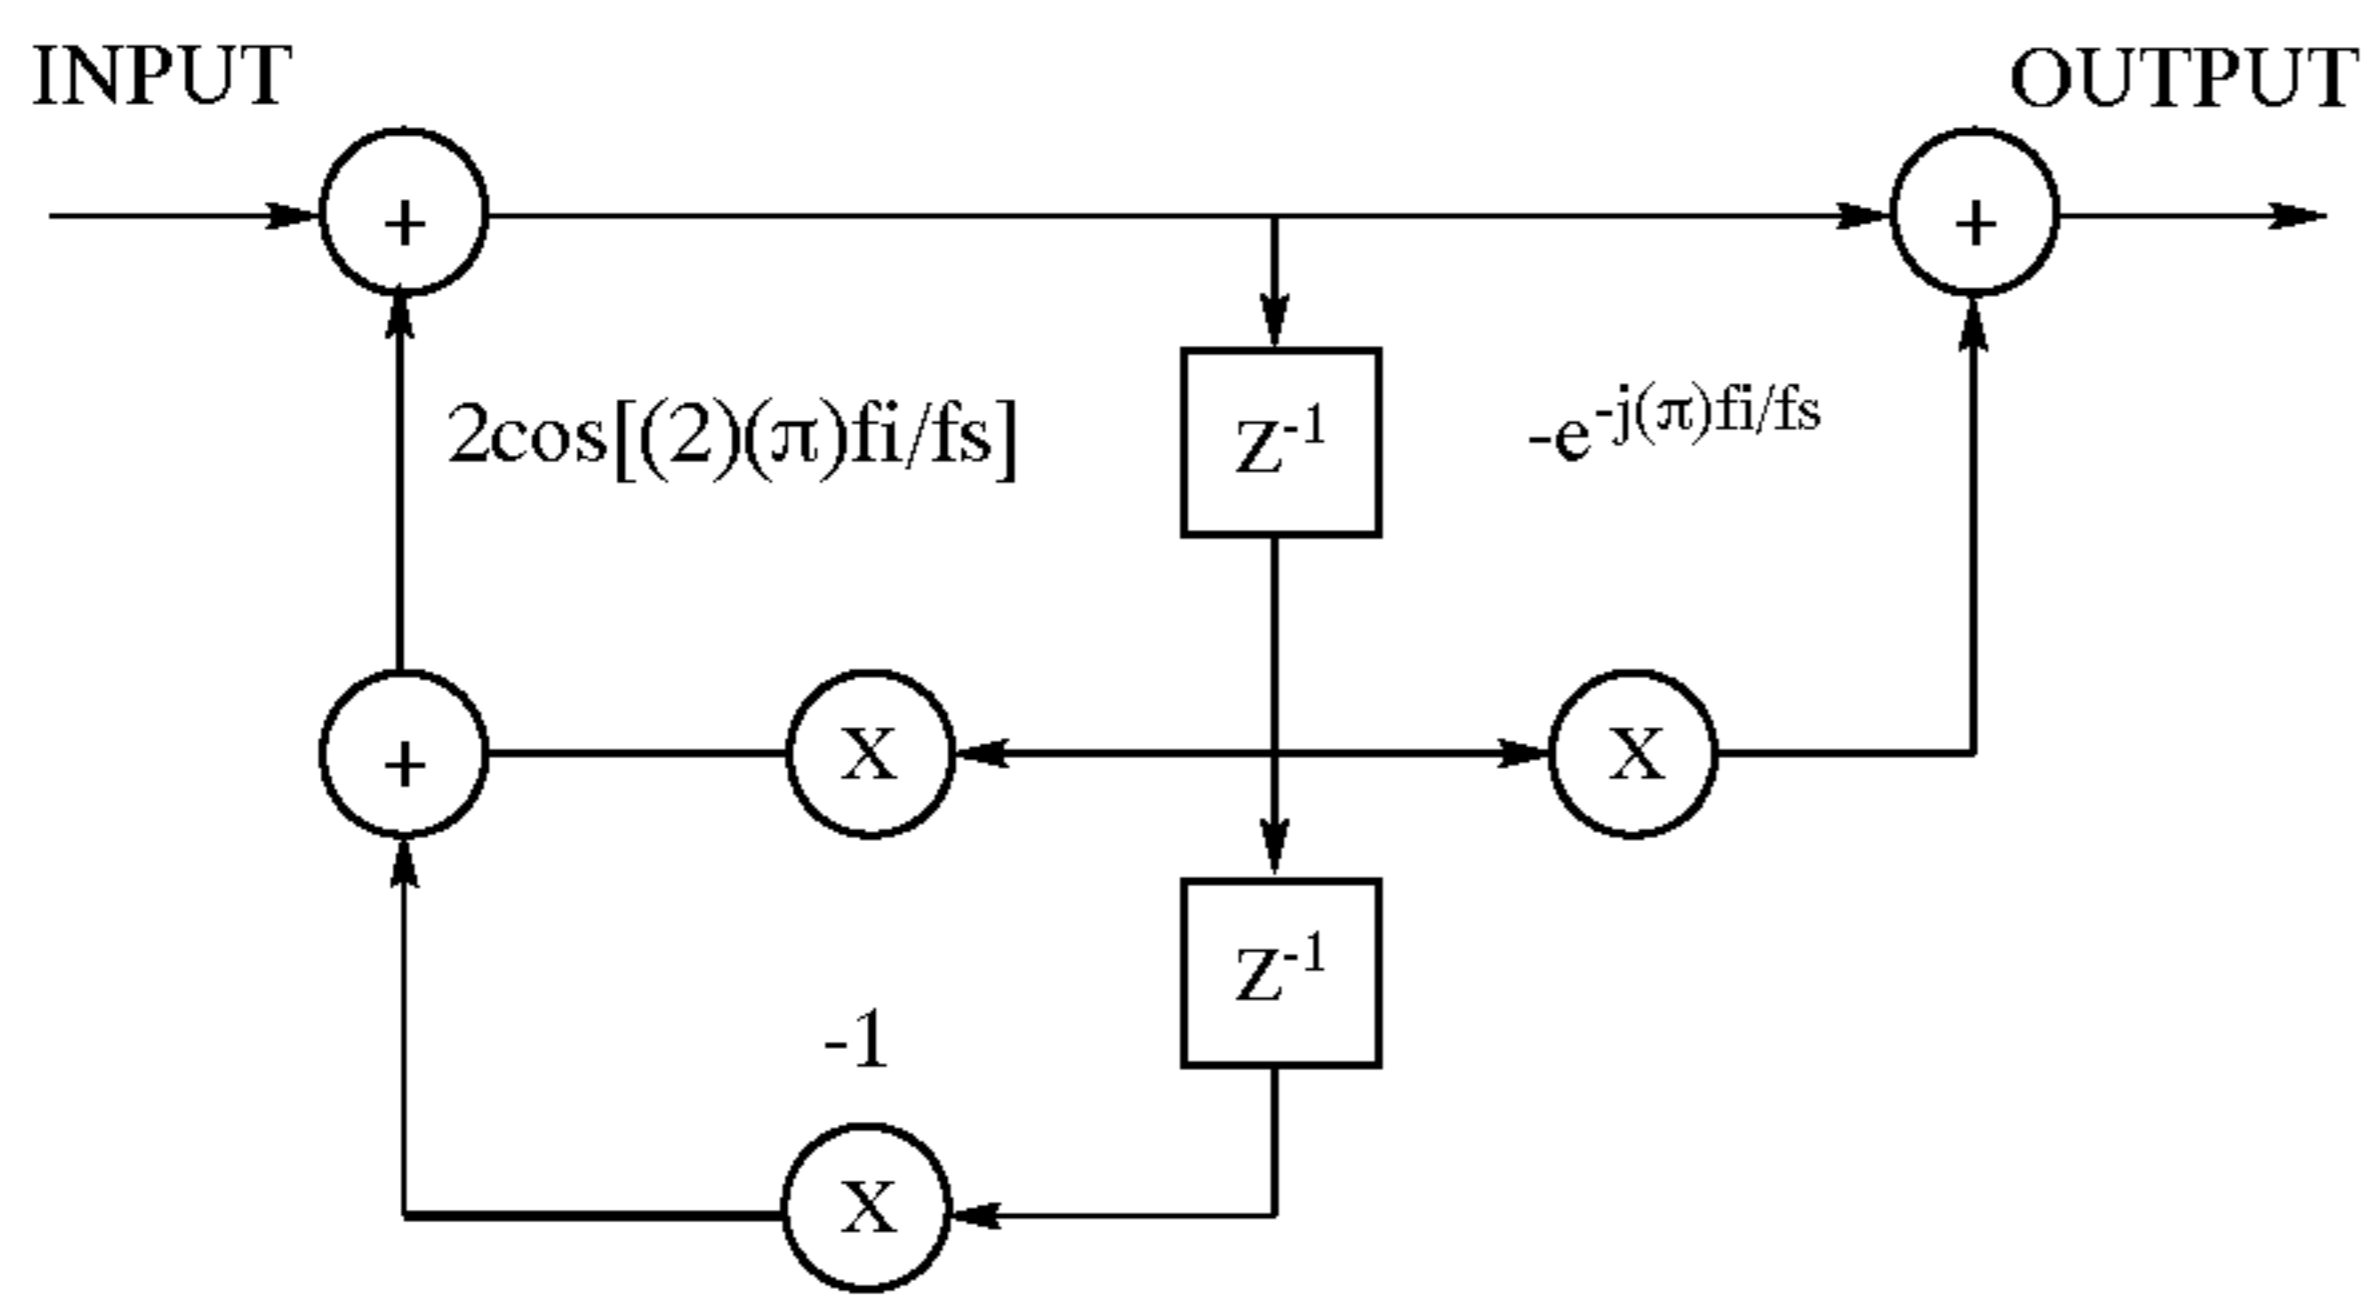 INPUT
OUTPUT
+
+
2cos[(2)(π)fi/fs]
Z⁻¹
-e^-j(π)fi/fs
+
X
X
Z⁻¹
-1
X